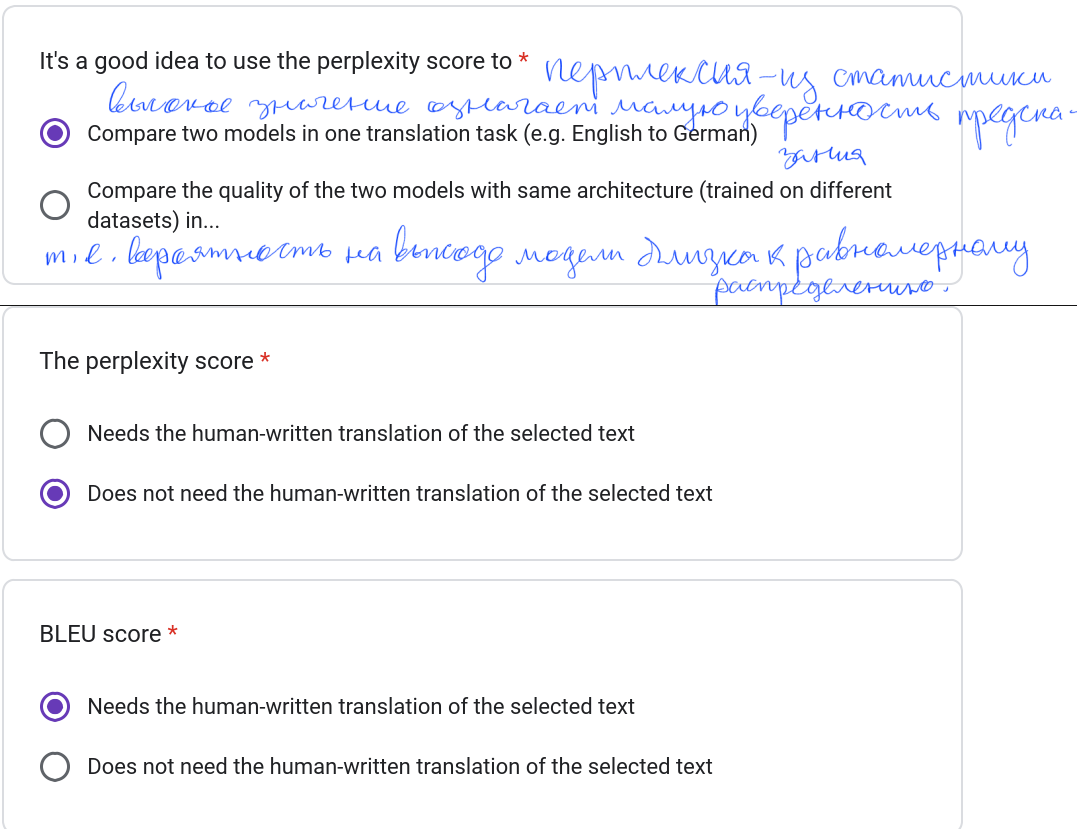 It's a good idea to use the perplexity score to * перплексия – из статистики
высокое значение означает малую уверенность предска-
Compare two models in one translation task (e.g. English to German)
зания
Compare the quality of the two models with same architecture (trained on different
datasets) in...
т.е. вероятность на выходе модели близка к равномерному
распределению.
The perplexity score *
Needs the human-written translation of the selected text
Does not need the human-written translation of the selected text
BLEU score *
Needs the human-written translation of the selected text
Does not need the human-written translation of the selected text